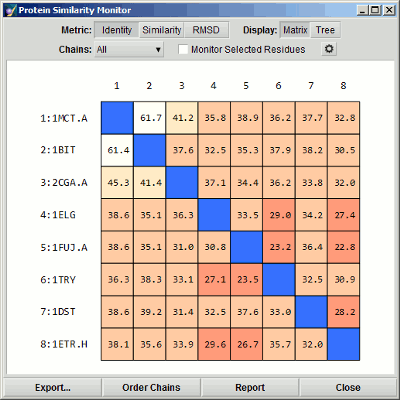 Protein Similarity Monitor
Metric: Identity Similarity RMSD Display: Matrix Tree
Chains: All Monitor Selected Residues
1 2 3 4 5 6 7 8
1:1MCT.A 61.7 41.2 35.8 38.9 36.2 37.7 32.8
2:1BIT 61.4 37.6 32.5 35.3 37.9 38.2 30.5
3:2CGA.A 45.3 41.4 37.1 34.4 36.2 33.8 32.0
4:1ELG 38.6 35.1 36.3 33.5 29.0 34.2 27.4
5:1FUJ.A 38.6 35.1 31.0 30.8 23.2 36.4 22.8
6:1TRY 36.3 38.3 33.1 27.1 23.5 32.5 30.9
7:1DST 38.6 39.2 31.4 32.5 37.6 33.0 28.2
8:1ETR.H 38.1 35.6 33.9 29.6 26.7 35.7 32.0
Export... Order Chains Report Close